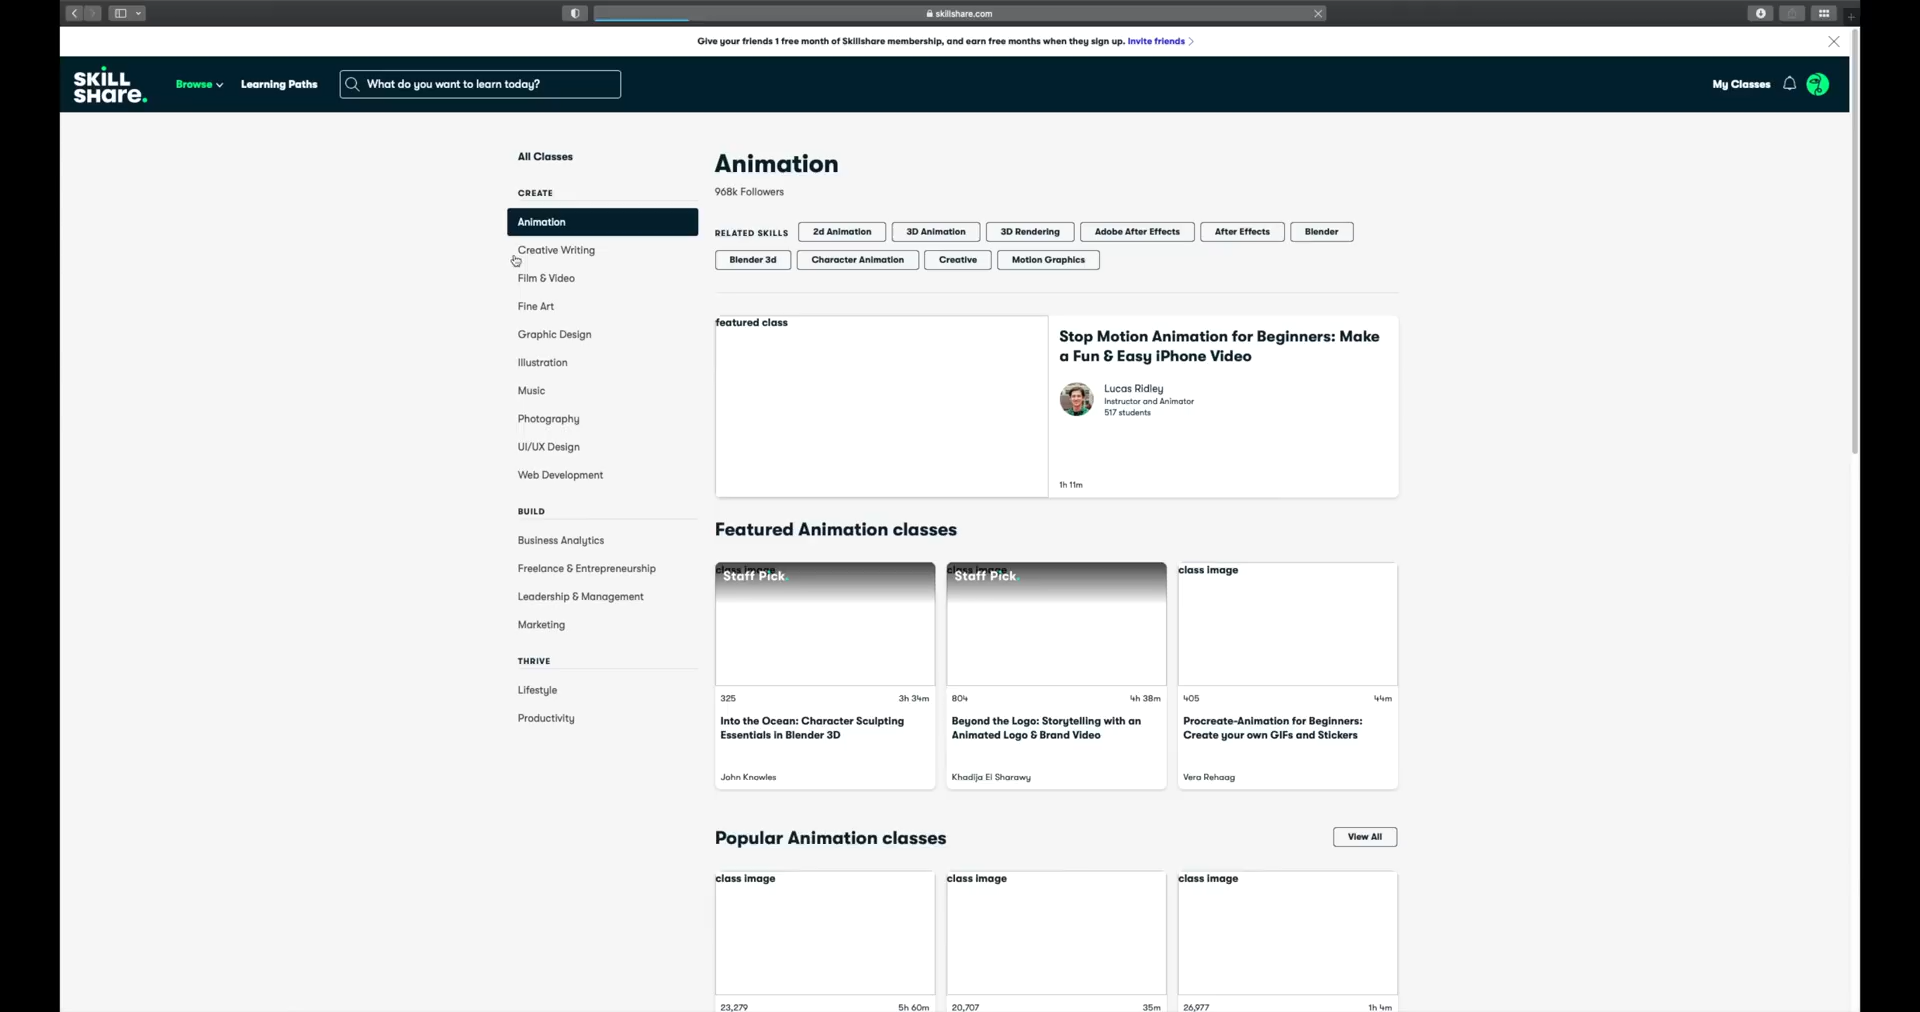 skillshare.com
Give your friends 1 free month of Skillshare membership, and earn free months when they sign up. Invite friends
SKILL
SHARE.
Browse
Learning Paths
What do you want to learn today?
My Classes
All Classes
CREATE
Animation
Creative Writing
Film & Video
Fine Art
Graphic Design
Illustration
Music
Photography
UI/UX Design
Web Development
BUILD
Business Analytics
Freelance & Entrepreneurship
Leadership & Management
Marketing
THRIVE
Lifestyle
Productivity
Animation
968k Followers
RELATED SKILLS 2d Animation 3D Animation 3D Rendering Adobe After Effects After Effects Blender
Blender 3d Character Animation Creative Motion Graphics
featured class
Stop Motion Animation for Beginners: Make
a Fun & Easy iPhone Video
Lucas Ridley
Instructor and Animator
517 students
1h 11m
Featured Animation classes
class image
Staff Pick.
325 3h 34m
Into the Ocean: Character Sculpting
Essentials in Blender 3D
John Knowles
class image
Staff Pick.
804 4h 38m
Beyond the Logo: Storytelling with an
Animated Logo & Brand Video
Khadija El Sharawy
class image
405 44m
Procreate-Animation for Beginners:
Create your own GIFs and Stickers
Vera Rehaag
Popular Animation classes
View All
class image
23,279 5h 60m
class image
20,707 35m
class image
26,977 1h 4m